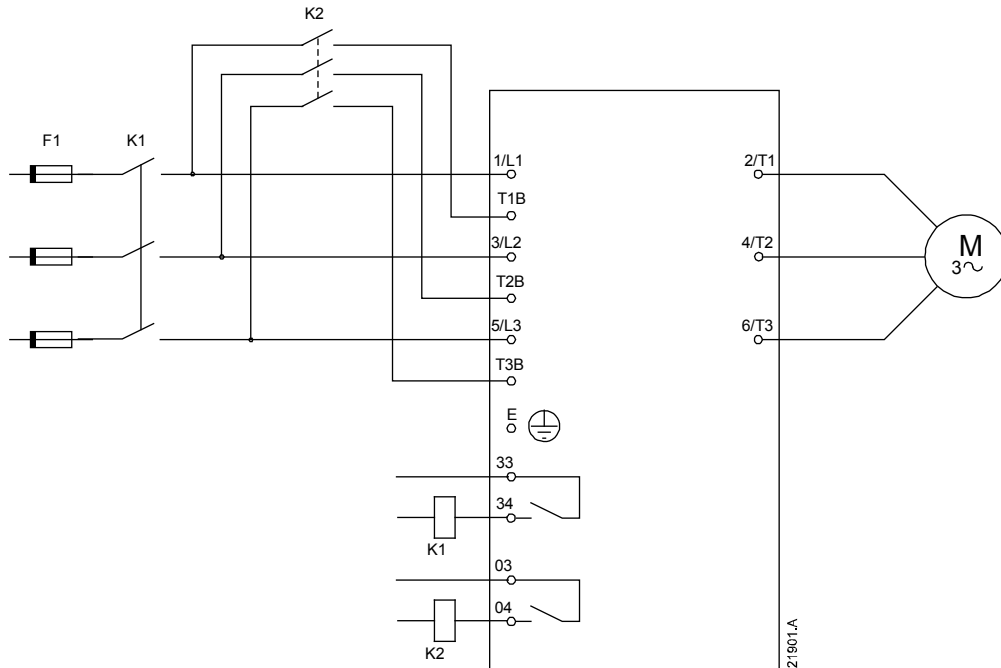 K2
F1
K1
1/L1
2/T1
T1B
3/L2
4/T2
M
3~
T2B
5/L3
6/T3
T3B
E
33
34
K1
03
04
K2
21901.A